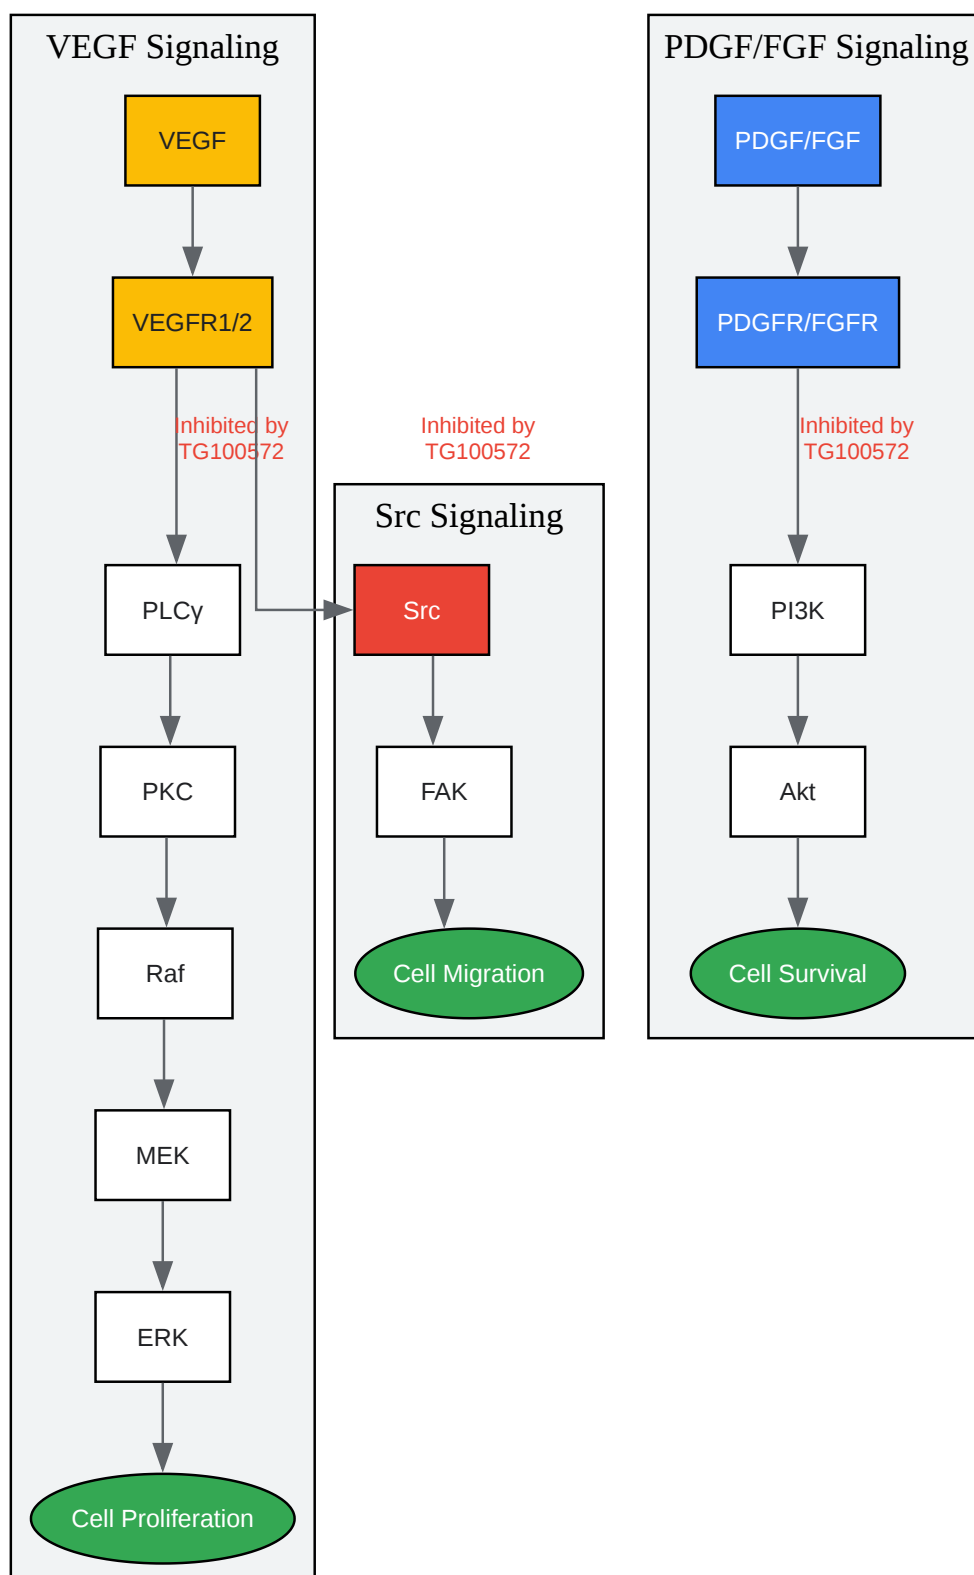 VEGF Signaling
VEGF
VEGFR1/2
Inhibited by
TG100572
PLCγ
PKC
Raf
MEK
ERK
Cell Proliferation
Inhibited by
TG100572
Src Signaling
Src
FAK
Cell Migration
PDGF/FGF Signaling
PDGF/FGF
PDGFR/FGFR
Inhibited by
TG100572
PI3K
Akt
Cell Survival